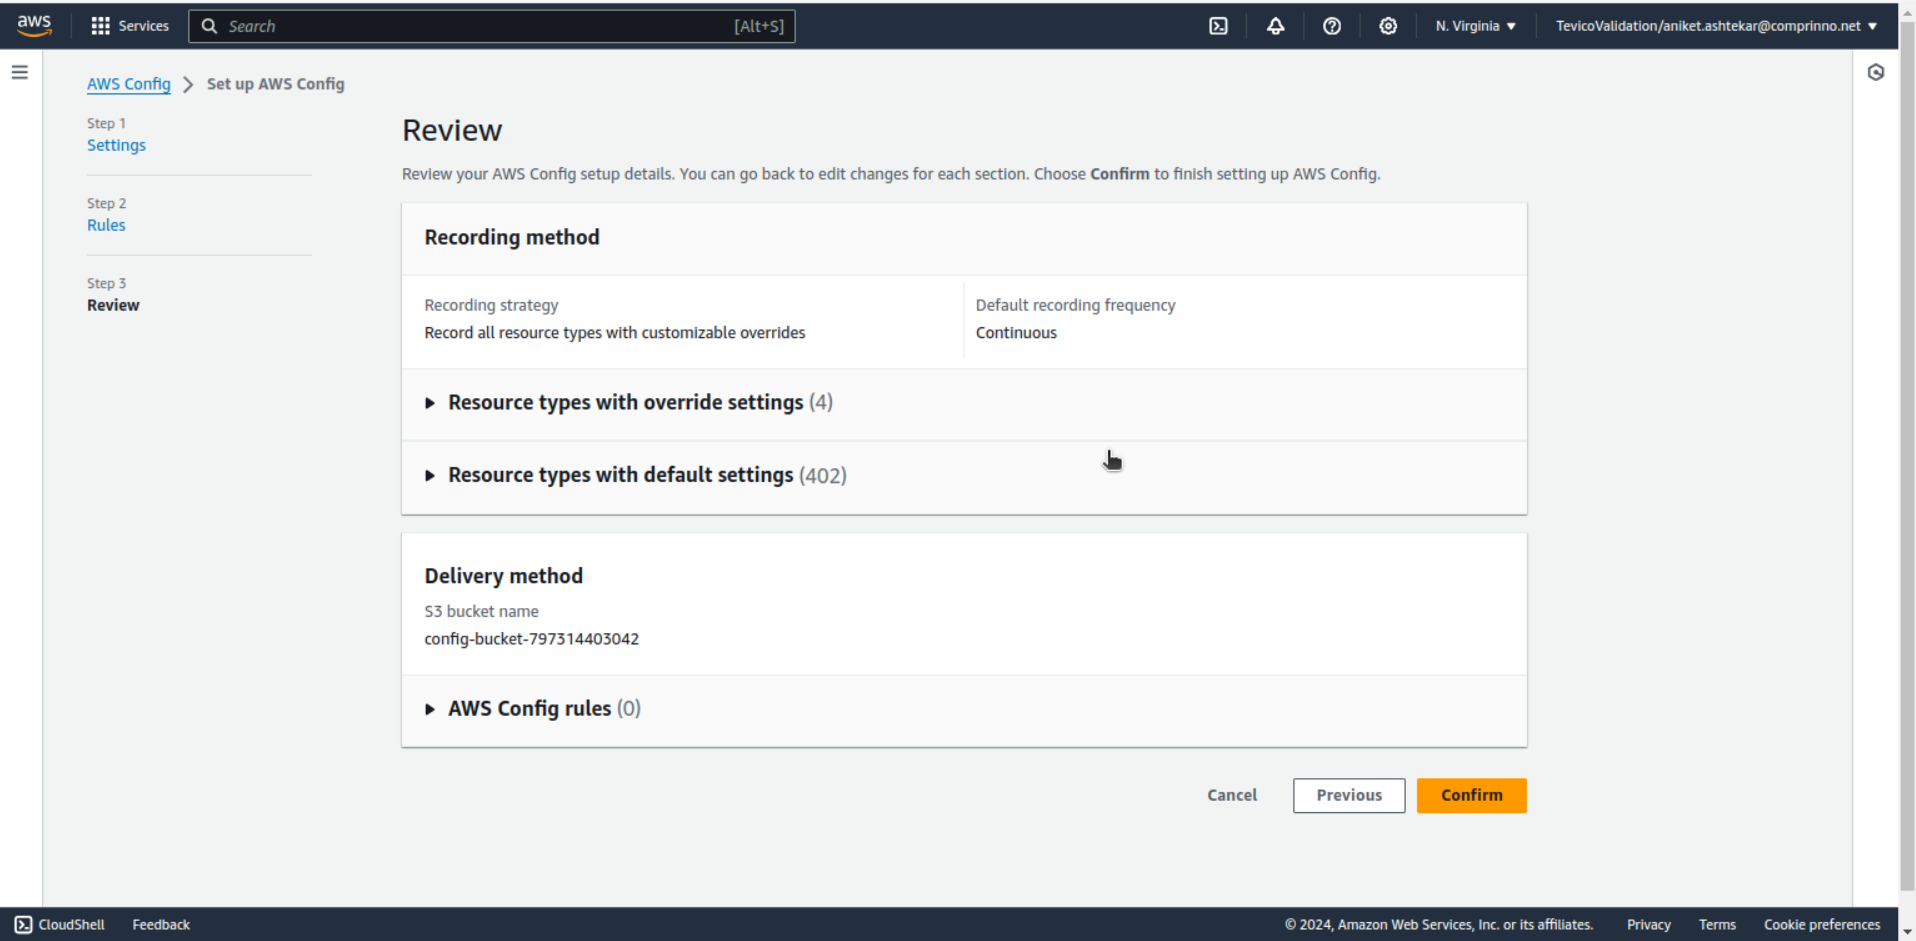 aws
Services
Search
[Alt+S]
N. Virginia
TevicoValidation/aniket.ashtekar@comprinno.net
AWS Config
Set up AWS Config
Step 1
Settings
Step 2
Rules
Step 3
Review
Review
Review your AWS Config setup details. You can go back to edit changes for each section. Choose Confirm to finish setting up AWS Config.
Recording method
Recording strategy
Record all resource types with customizable overrides
Default recording frequency
Continuous
Resource types with override settings (4)
Resource types with default settings (402)
Delivery method
S3 bucket name
config-bucket-797314403042
AWS Config rules (0)
Cancel
Previous
Confirm
CloudShell
Feedback
© 2024, Amazon Web Services, Inc. or its affiliates.
Privacy
Terms
Cookie preferences